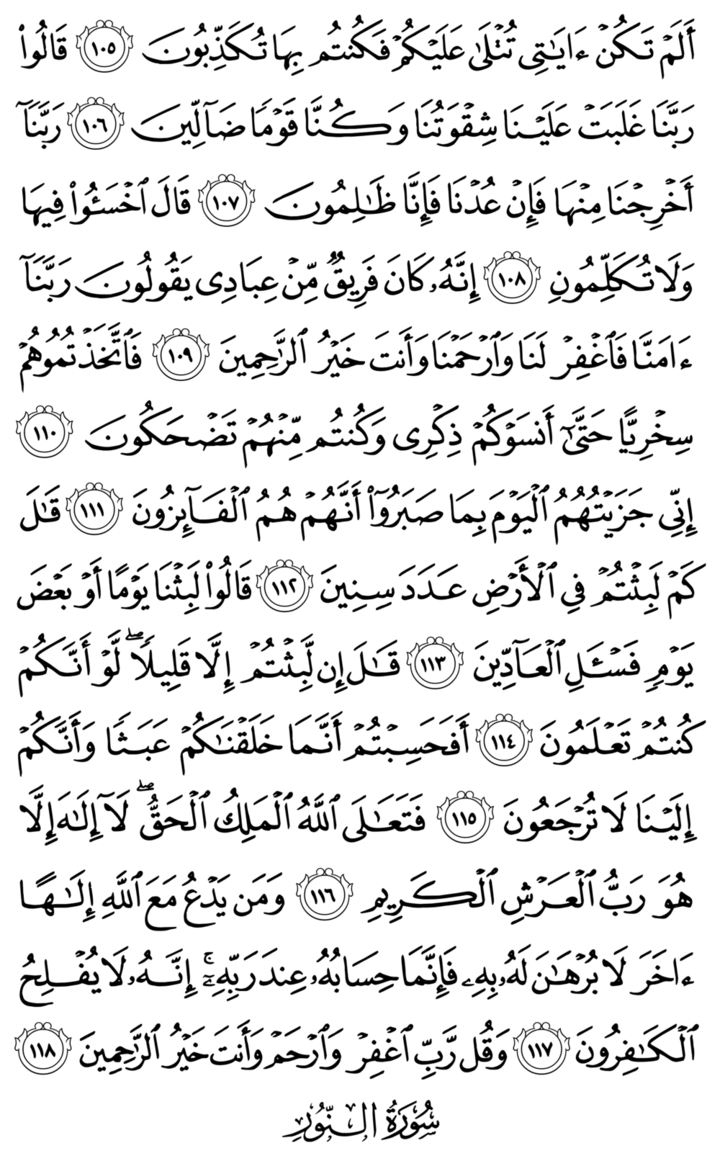 أَلَمْ تَكُنْ ءَايَٰتِى تُتْلَىٰ عَلَيْكُمْ فَكُنتُم بِهَا تُكَذِّبُونَ ١٠٥ قَالُوا۟
رَبَّنَا غَلَبَتْ عَلَيْنَا شِقْوَتُنَا وَكُنَّا قَوْمًا ضَآلِّينَ ١٠٦ رَبَّنَآ
أَخْرِجْنَا مِنْهَا فَإِنْ عُدْنَا فَإِنَّا ظَٰلِمُونَ ١٠٧ قَالَ ٱخْسَـُٔوا۟ فِيهَا
وَلَا تُكَلِّمُونِ ١٠٨ إِنَّهُۥ كَانَ فَرِيقٌ مِّنْ عِبَادِى يَقُولُونَ رَبَّنَآ
ءَامَنَّا فَٱغْفِرْ لَنَا وَٱرْحَمْنَا وَأَنتَ خَيْرُ ٱلرَّٰحِمِينَ ١٠٩ فَٱتَّخَذْتُمُوهُمْ
سِخْرِيًّا حَتَّىٰٓ أَنسَوْكُمْ ذِكْرِى وَكُنتُم مِّنْهُمْ تَضْحَكُونَ ١١٠
إِنِّى جَزَيْتُهُمُ ٱلْيَوْمَ بِمَا صَبَرُوٓا۟ أَنَّهُمْ هُمُ ٱلْفَآئِزُونَ ١١١ قَٰلَ
كَمْ لَبِثْتُمْ فِى ٱلْأَرْضِ عَدَدَ سِنِينَ ١١٢ قَالُوا۟ لَبِثْنَا يَوْمًا أَوْ بَعْضَ
يَوْمٍ فَسْـَٔلِ ٱلْعَآدِّينَ ١١٣ قَٰلَ إِن لَّبِثْتُمْ إِلَّا قَلِيلًا ۖ لَّوْ أَنَّكُمْ
كُنتُمْ تَعْلَمُونَ ١١٤ أَفَحَسِبْتُمْ أَنَّمَا خَلَقْنَٰكُمْ عَبَثًا وَأَنَّكُمْ
إِلَيْنَا لَا تُرْجَعُونَ ١١٥ فَتَعَٰلَى ٱللَّهُ ٱلْمَلِكُ ٱلْحَقُّ ۖ لَآ إِلَٰهَ إِلَّا
هُوَ رَبُّ ٱلْعَرْشِ ٱلْكَرِيمِ ١١٦ وَمَن يَدْعُ مَعَ ٱللَّهِ إِلَٰهًا
ءَاخَرَ لَا بُرْهَٰنَ لَهُۥ بِهِۦ فَإِنَّمَا حِسَابُهُۥ عِندَ رَبِّهِۦٓ ۚ إِنَّهُۥ لَا يُفْلِحُ
ٱلْكَٰفِرُونَ ١١٧ وَقُل رَّبِّ ٱغْفِرْ وَٱرْحَمْ وَأَنتَ خَيْرُ ٱلرَّٰحِمِينَ ١١٨
سُورَةُ النُّورِ